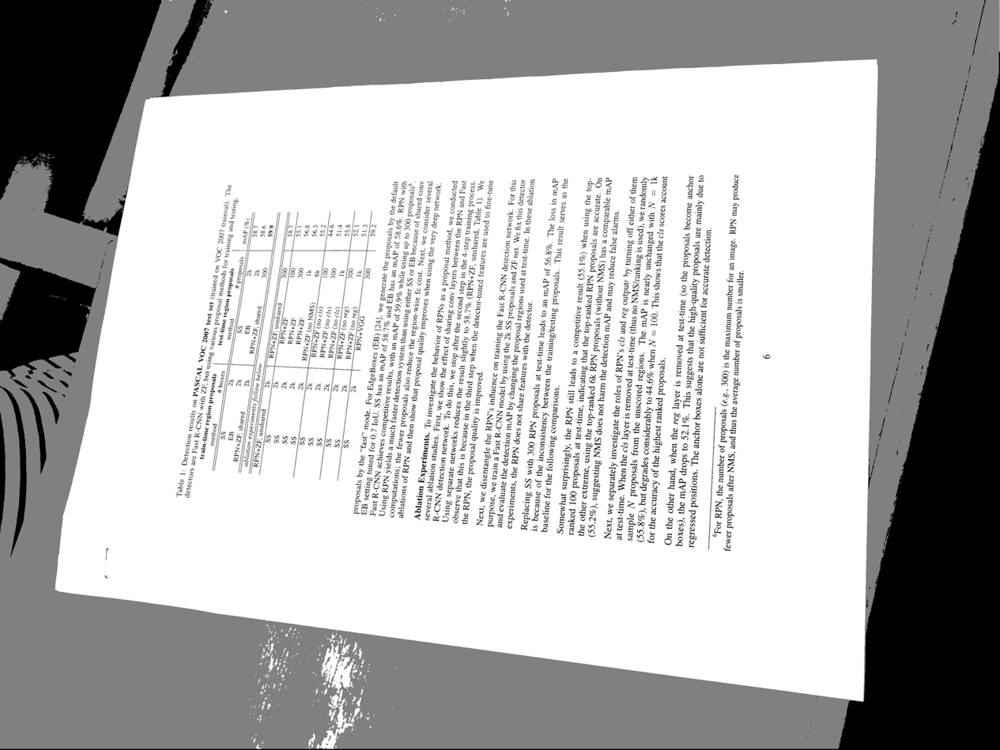 Table 1: Detection results on PASCAL VOC 2007 test set (trained on VOC 2007 trainval). The
detectors are Fast R-CNN with ZF, but using various proposal methods for training and testing.
train-time region proposals test-time region proposals
method # boxes method # proposals mAP (%)
SS 2k SS 2k 58.7
EB 2k EB 2k 58.6
RPN+ZF, shared 2k RPN+ZF, shared 300 59.9
ablation experiments follow below
RPN+ZF, unshared 2k RPN+ZF, unshared 300 58.7
SS 2k RPN+ZF 100 55.1
SS 2k RPN+ZF 300 56.8
SS 2k RPN+ZF 1k 56.3
SS 2k RPN+ZF (no NMS) 6k 55.2
SS 2k RPN+ZF (no cls) 100 44.6
SS 2k RPN+ZF (no cls) 300 51.4
SS 2k RPN+ZF (no cls) 1k 55.8
SS 2k RPN+ZF (no reg) 300 52.1
SS 2k RPN+ZF (no reg) 1k 51.3
SS 2k RPN+VGG 300 59.2
proposals by the "fast" mode. For EdgeBoxes (EB) [24], we generate the proposals by the default
EB setting tuned for 0.7 IoU. SS has an mAP of 58.7% and EB has an mAP of 58.6%. RPN with
Fast R-CNN achieves competitive results, with an mAP of 59.9% while using up to 300 proposals⁶.
Using RPN yields a much faster detection system than using either SS or EB because of shared conv
computations; the fewer proposals also reduce the region-wise fc cost. Next, we consider several
ablations of RPN and then show that proposal quality improves when using the very deep network.
Ablation Experiments. To investigate the behavior of RPNs as a proposal method, we conducted
several ablation studies. First, we show the effect of sharing conv layers between the RPN and Fast
R-CNN detection network. To do this, we stop after the second step in the 4-step training process.
Using separate networks reduces the result slightly to 58.7% (RPN+ZF, unshared, Table 1). We
observe that this is because in the third step when the detector-tuned features are used to fine-tune
the RPN, the proposal quality is improved.
Next, we disentangle the RPN's influence on training the Fast R-CNN detection network. For this
purpose, we train a Fast R-CNN model by using the 2k SS proposals and ZF net. We fix this detector
and evaluate the detection mAP by changing the proposal regions used at test-time. In these ablation
experiments, the RPN does not share features with the detector.
Replacing SS with 300 RPN proposals at test-time leads to an mAP of 56.8%. The loss in mAP
is because of the inconsistency between the training/testing proposals. This result serves as the
baseline for the following comparisons.
Somewhat surprisingly, the RPN still leads to a competitive result (55.1%) when using the top-
ranked 100 proposals at test-time, indicating that the top-ranked RPN proposals are accurate. On
the other extreme, using the top-ranked 6k RPN proposals (without NMS) has a comparable mAP
(55.2%), suggesting NMS does not harm the detection mAP and may reduce false alarms.
Next, we separately investigate the roles of RPN's cls and reg outputs by turning off either of them
at test-time. When the cls layer is removed at test-time (thus no NMS/ranking is used), we randomly
sample N proposals from the unscored regions. The mAP is nearly unchanged with N = 1k
(55.8%), but degrades considerably to 44.6% when N = 100. This shows that the cls scores account
for the accuracy of the highest ranked proposals.
On the other hand, when the reg layer is removed at test-time (so the proposals become anchor
boxes), the mAP drops to 52.1%. This suggests that the high-quality proposals are mainly due to
regressed positions. The anchor boxes alone are not sufficient for accurate detection.
⁶For RPN, the number of proposals (e.g., 300) is the maximum number for an image. RPN may produce
fewer proposals after NMS, and thus the average number of proposals is smaller.
6